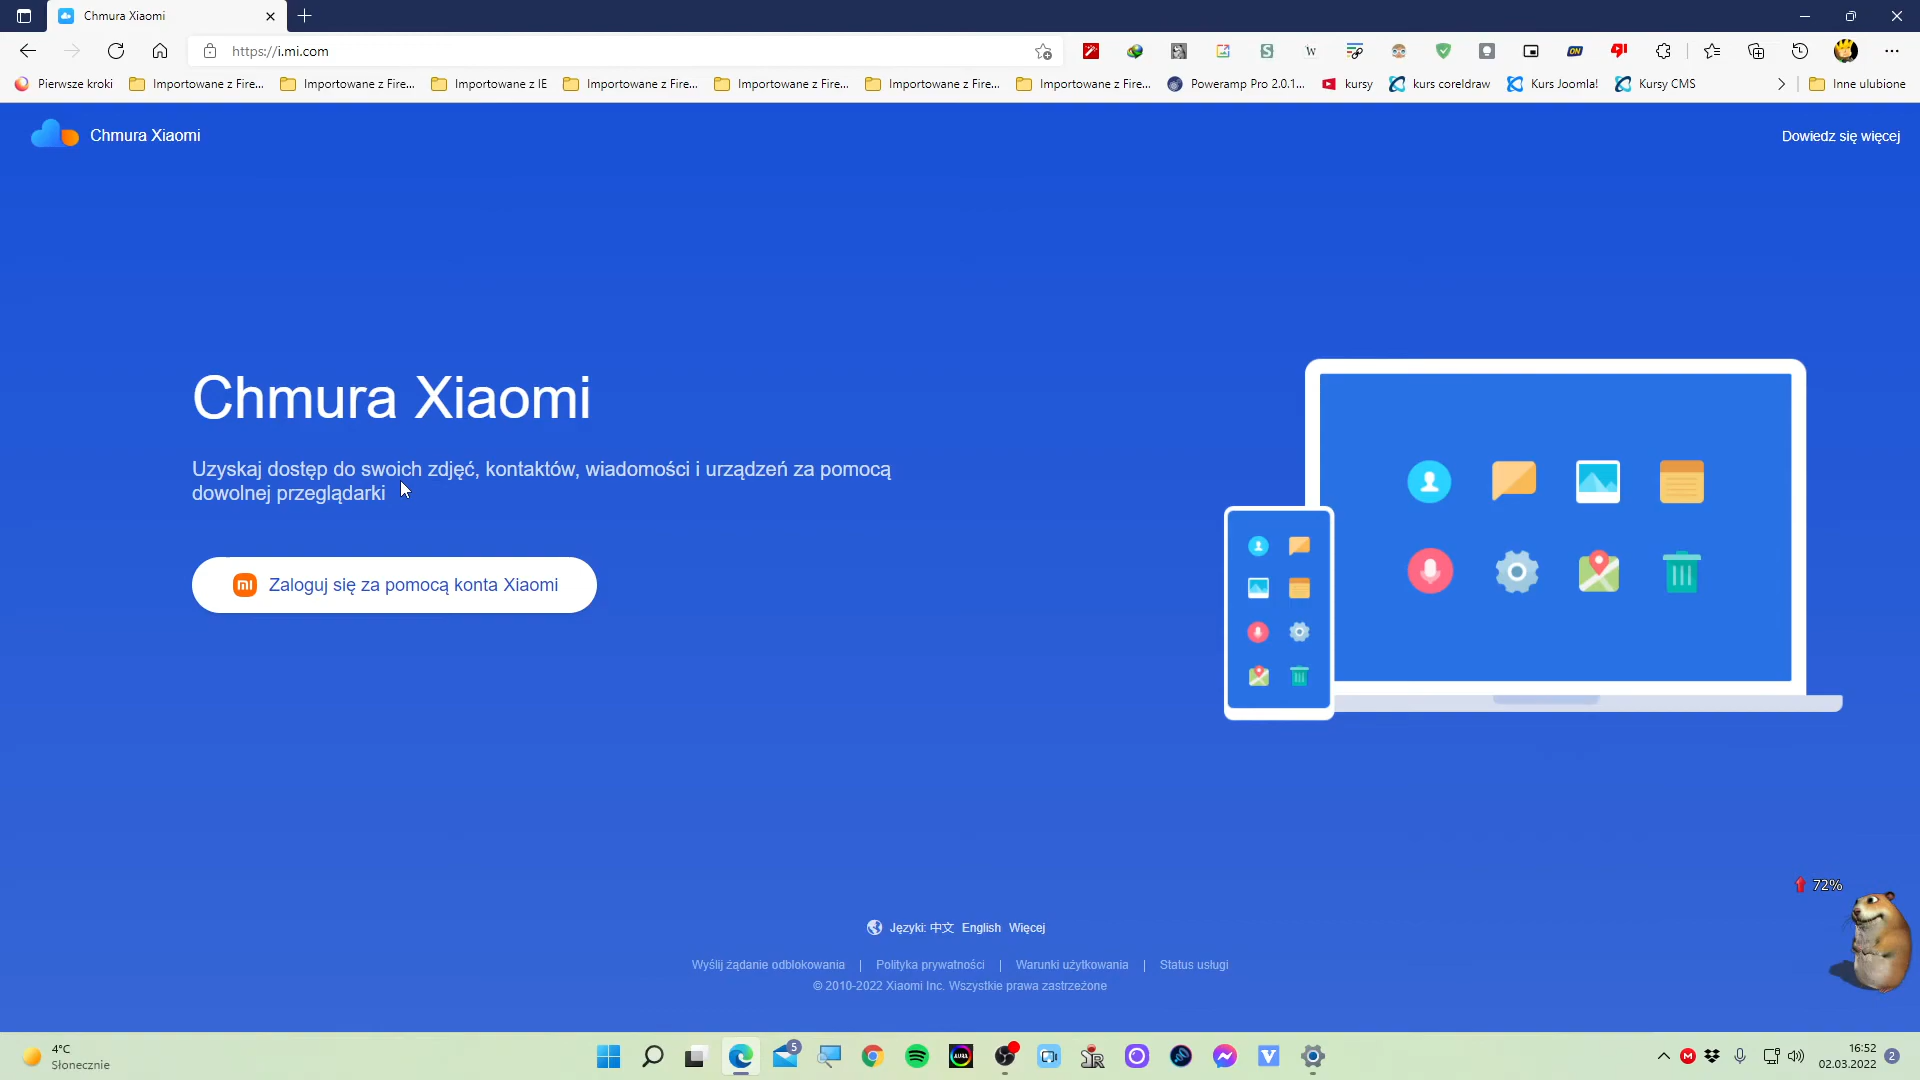 Chmura Xiaomi
https://i.mi.com
Pierwsze kroki
Importowane z Fire...
Importowane z Fire...
Importowane z IE
Importowane z Fire...
Importowane z Fire...
Importowane z Fire...
Importowane z Fire...
Poweramp Pro 2.0.1...
kursy
kurs coreldraw
Kurs Joomla!
Kursy CMS
Inne ulubione
Chmura Xiaomi
Dowiedz się więcej
Chmura Xiaomi
Uzyskaj dostęp do swoich zdjęć, kontaktów, wiadomości i urządzeń za pomocą
dowolnej przeglądarki
Zaloguj się za pomocą konta Xiaomi
72%
Języki: 中文 English Więcej
Wyślij żądanie odblokowania | Polityka prywatności | Warunki użytkowania | Status usługi
© 2010-2022 Xiaomi Inc. Wszystkie prawa zastrzeżone
4°C
Słonecznie
5
16:52
02.03.2022
2